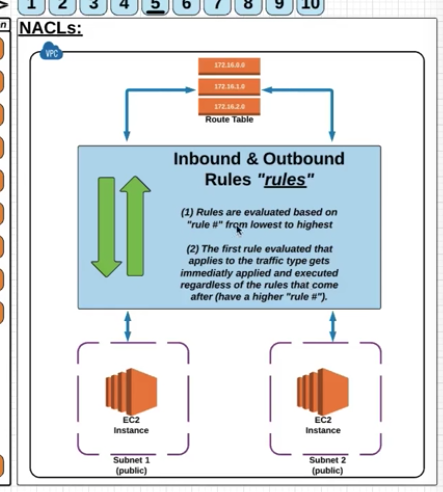 1 2 3 4 5 6 7 8 9 10
NACLs:
VPC
172.16.0.0
172.16.1.0
172.16.2.0
Route Table
Inbound & Outbound
Rules "rules"
(1) Rules are evaluated based on
"rule #" from lowest to highest
(2) The first rule evaluated that
applies to the traffic type gets
immediatly applied and executed
regardless of the rules that come
after (have a higher "rule #").
EC2
Instance
EC2
Instance
Subnet 1
(public)
Subnet 2
(public)